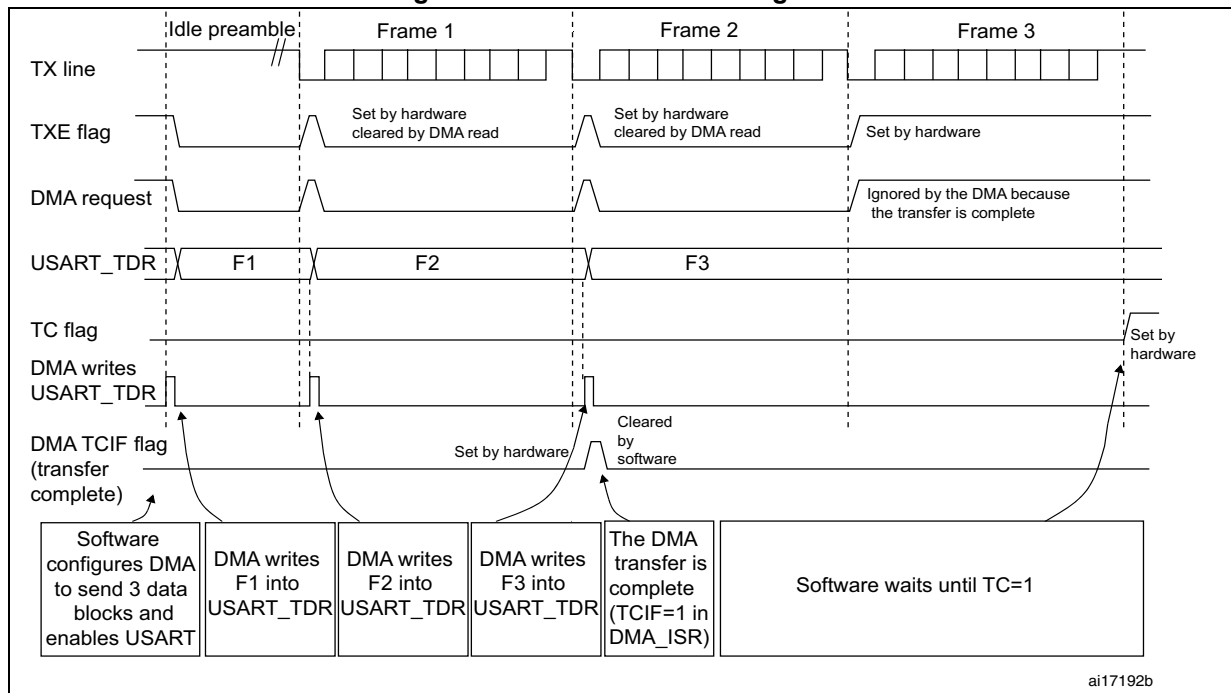 Idle preamble
Frame 1
Frame 2
Frame 3
TX line
TXE flag
Set by hardware
cleared by DMA read
Set by hardware
cleared by DMA read
Set by hardware
DMA request
Ignored by the DMA because
the transfer is complete
USART_TDR
F1
F2
F3
TC flag
Set by
hardware
DMA writes
USART_TDR
DMA TCIF flag
(transfer
complete)
Set by hardware
Cleared
by
software
Software
configures DMA
to send 3 data
blocks and
enables USART
DMA writes
F1 into
USART_TDR
DMA writes
F2 into
USART_TDR
DMA writes
F3 into
USART_TDR
The DMA
transfer is
complete
(TCIF=1 in
DMA_ISR)
Software waits until TC=1
ai17192b